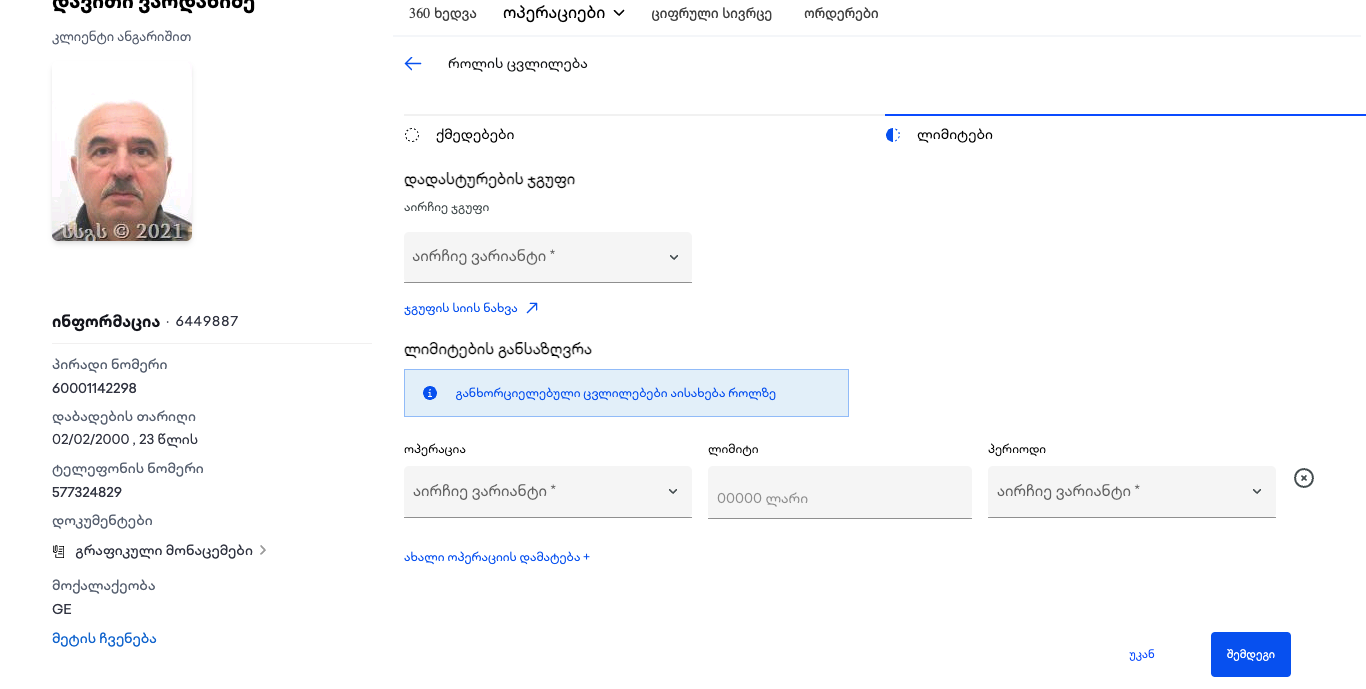 დავითი ვარდანიძე
კლიენტი ანგარიშით
სსგს © 2021
ინფორმაცია · 6449887
პირადი ნომერი
60001142298
დაბადების თარიღი
02/02/2000 , 23 წლის
ტელეფონის ნომერი
577324829
დოკუმენტები
გრაფიკული მონაცემები
მოქალაქეობა
GE
მეტის ჩვენება
360 ხედვა ოპერაციები ციფრული სივრცე ორდერები
როლის ცვლილება
ქმედებები ლიმიტები
დადასტურების ჯგუფი
აირჩიე ჯგუფი
აირჩიე ვარიანტი *
ჯგუფის სიის ნახვა
ლიმიტების განსაზღვრა
განხორციელებული ცვლილებები აისახება როლზე
ოპერაცია ლიმიტი პერიოდი
აირჩიე ვარიანტი * 00000 ლარი აირჩიე ვარიანტი *
ახალი ოპერაციის დამატება +
უკან შემდეგი